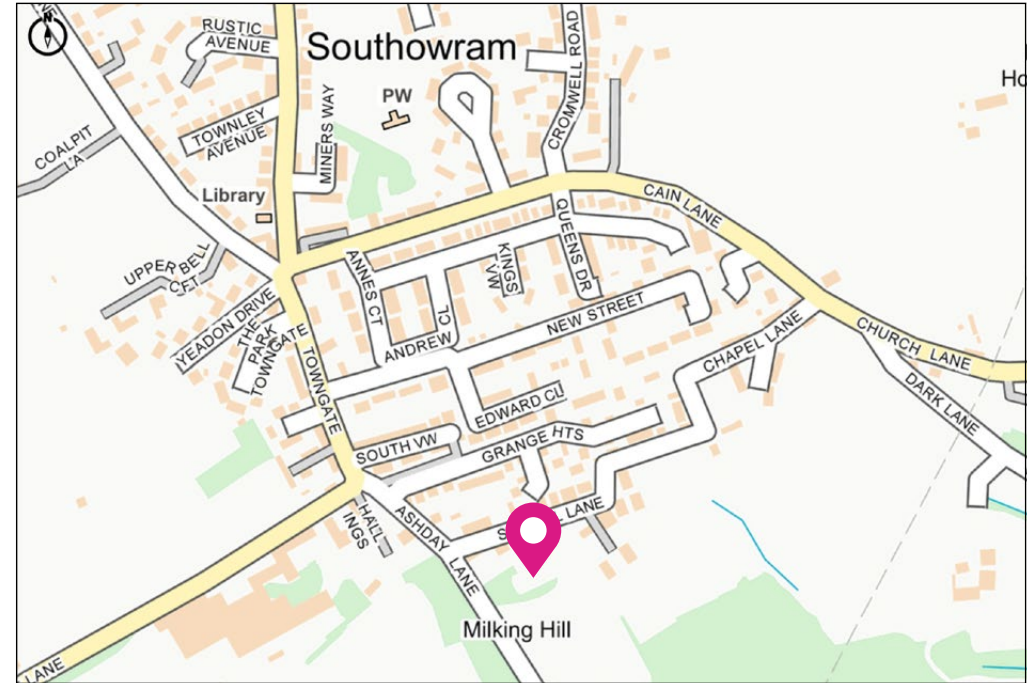 N
RUSTIC
AVENUE
Southowram
CROMWELL ROAD
Ho
PW
TOWNLEY
AVENUE
MINERS WAY
COALPIT
LA
Library
CAIN LANE
QUEENS DR
UPPER BELL
CFT
ANNES CT
KINGS
VW
YEADON DRIVE
THE
PARK
TOWNGATE
TOWNGATE
ANDREW CL
NEW STREET
CHAPEL LANE
CHURCH LANE
DARK LANE
EDWARD CL
SOUTH VW
GRANGE HTS
HALL
INGS
ASHDAY
LANE
LANE
Milking Hill
LANE